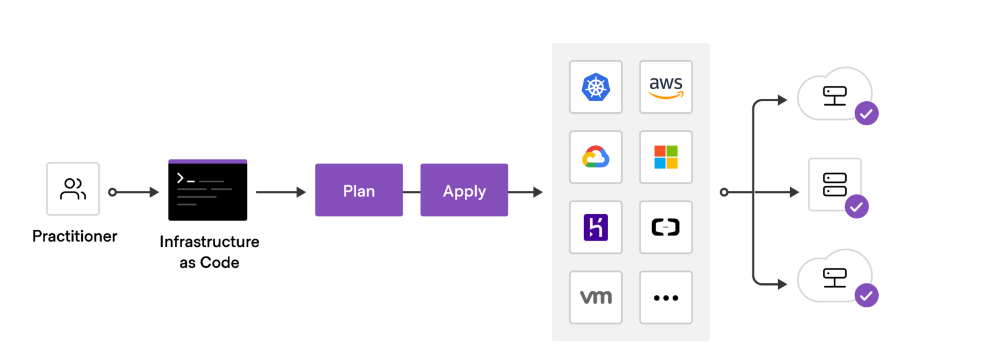 Practitioner
Infrastructure
as Code
Plan
Apply
aws
vm